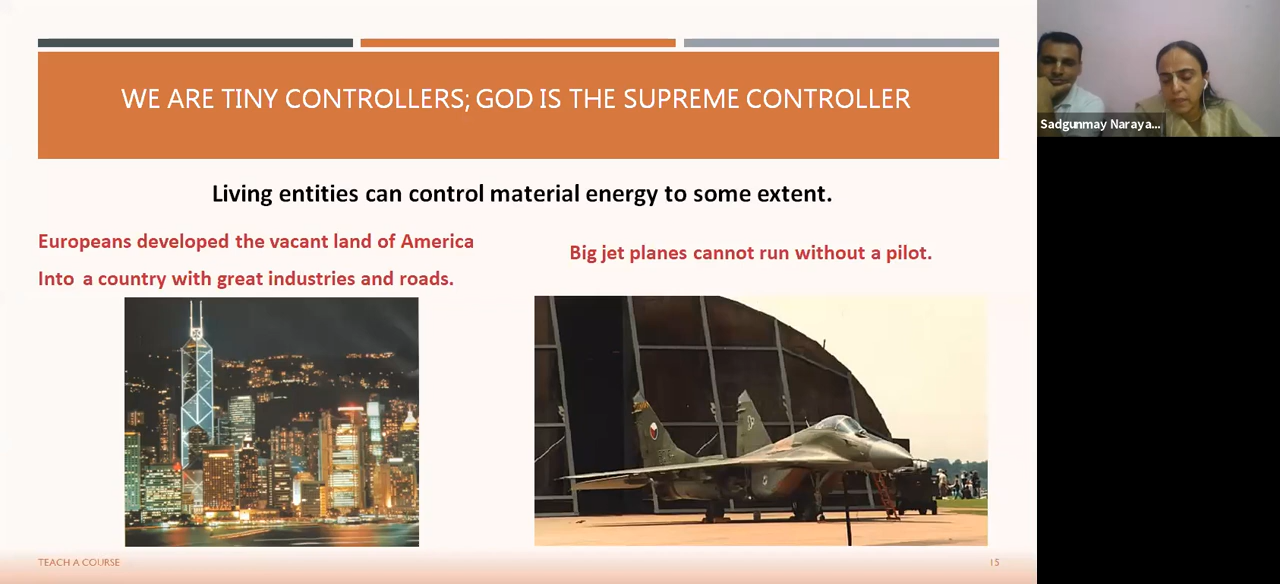 WE ARE TINY CONTROLLERS; GOD IS THE SUPREME CONTROLLER
Living entities can control material energy to some extent.
Europeans developed the vacant land of America
Into a country with great industries and roads.
Big jet planes cannot run without a pilot.
TEACH A COURSE
15
Sadgunmay Naraya...